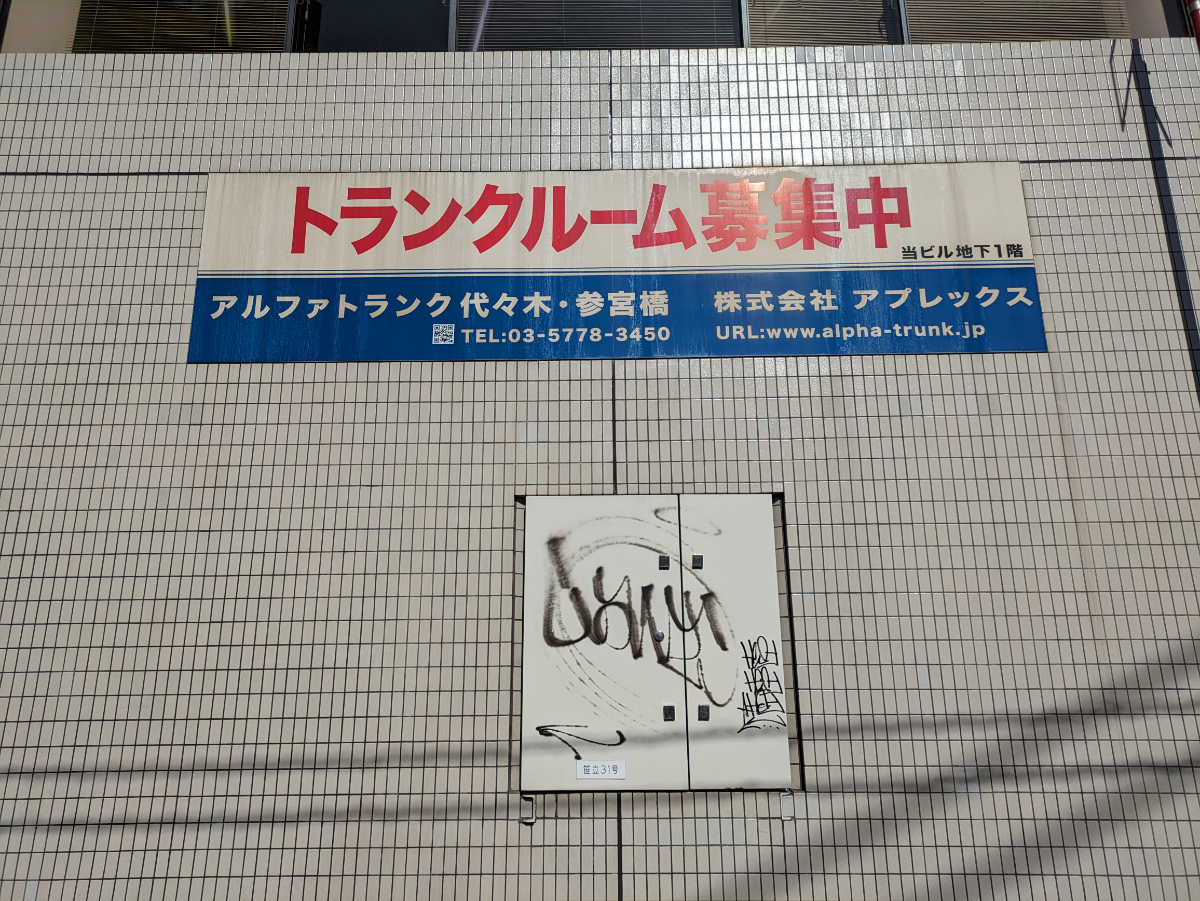 トランクルーム募集中
当ビル地下1階
アルファトランク 代々木・参宮橋
TEL:03-5778-3450
株式会社 アプレックス
URL:www.alpha-trunk.jp
笹立31号